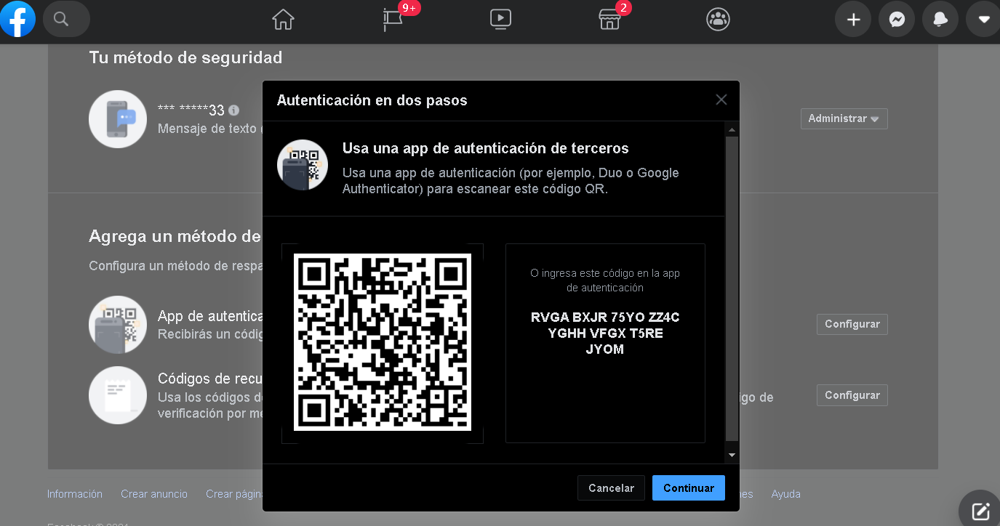 9+
2
Tu método de seguridad
*** *****33
Mensaje de texto
Administrar
Agrega un método de
Configura un método de respa
App de autentica
Recibirás un códig
Configurar
Códigos de recu
Usa los códigos d
verificación por me
igo de
Configurar
Autenticación en dos pasos
Usa una app de autenticación de terceros
Usa una app de autenticación (por ejemplo, Duo o Google
Authenticator) para escanear este código QR.
O ingresa este código en la app
de autenticación
RVGA BXJR 75YO ZZ4C
YGHH VFGX T5RE
JYOM
Cancelar
Continuar
Información
Crear anuncio
Crear págin
nes
Ayuda